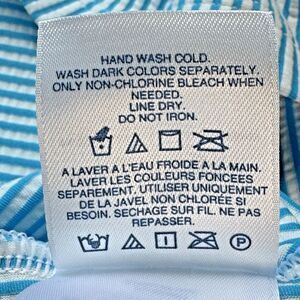 HAND WASH COLD.
WASH DARK COLORS SEPARATELY.
ONLY NON-CHLORINE BLEACH WHEN
NEEDED.
LINE DRY.
DO NOT IRON.
A LAVER A L'EAU FROIDE A LA MAIN.
LAVER LES COULEURS FONCEES
SEPAREMENT. UTILISER UNIQUEMENT
DE LA JAVEL NON CHLORÉE SI
BESOIN. SECHAGE SUR FIL. NE PAS
REPASSER.
P